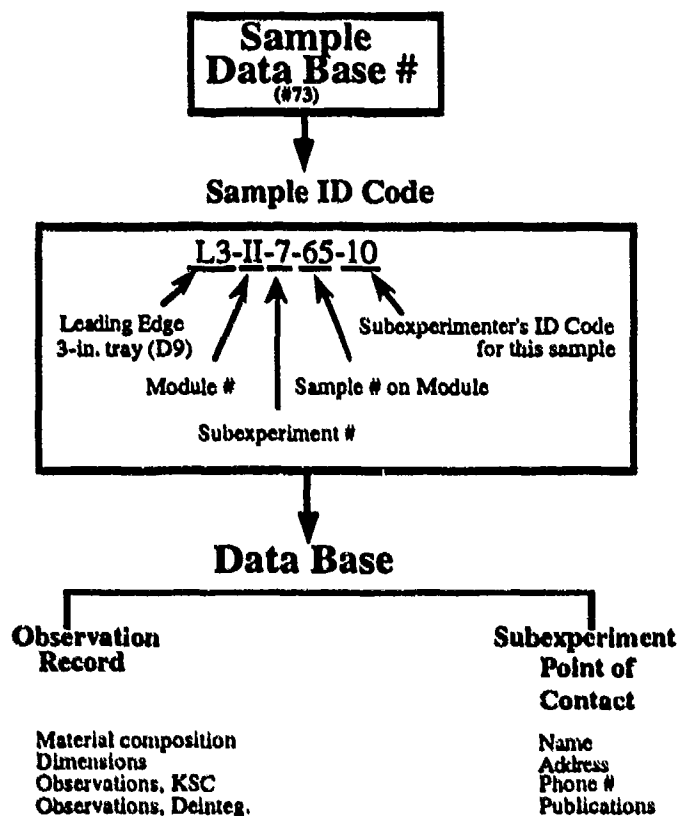 Sample
Data Base #
(#73)
Sample ID Code
L3-II-7-65-10
Leading Edge
3-in. tray (D9)
Subexperimenter's ID Code
for this sample
Module #
Sample # on Module
Subexperiment #
Data Base
Observation
Record
Material composition
Dimensions
Observations, KSC
Observations, Deinteg.
Subexperiment
Point of
Contact
Name
Address
Phone #
Publications